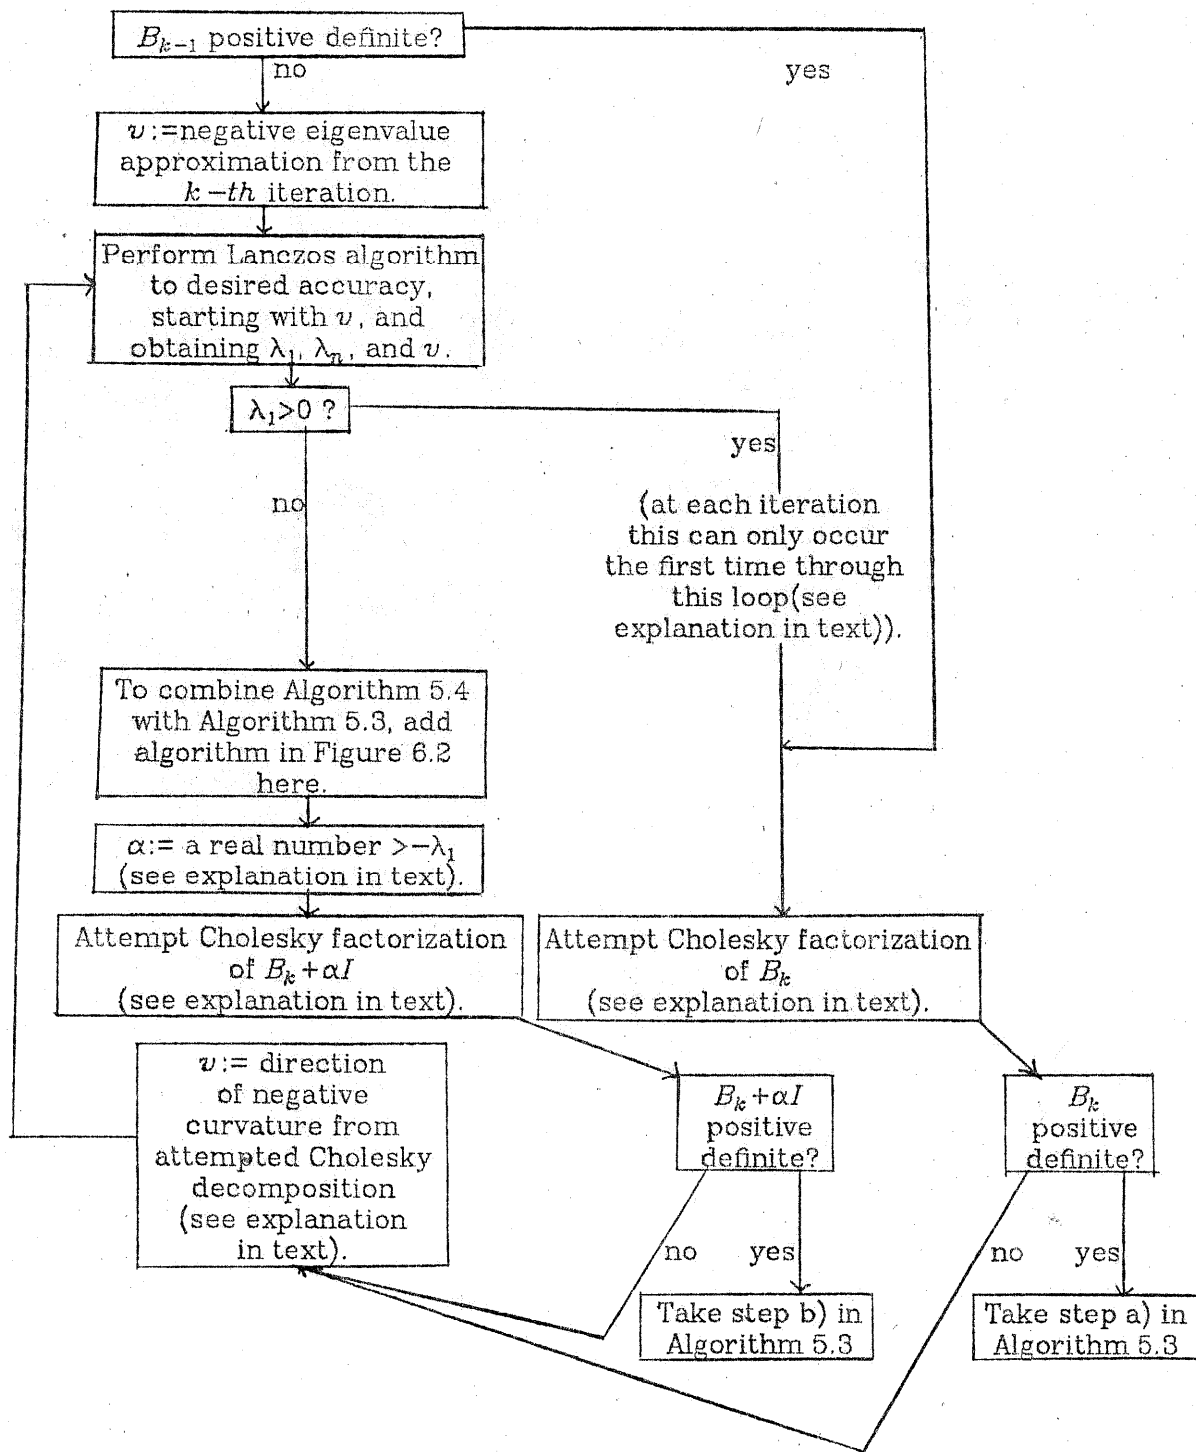 B_{k-1} positive definite?
no
yes
v:=negative eigenvalue
approximation from the
k-th iteration.
Perform Lanczos algorithm
to desired accuracy,
starting with v, and
obtaining λ₁, λₙ, and v.
λ₁>0 ?
yes
no
(at each iteration
this can only occur
the first time through
this loop(see
explanation in text)).
To combine Algorithm 5.4
with Algorithm 5.3, add
algorithm in Figure 6.2
here.
α:= a real number >-λ₁
(see explanation in text).
Attempt Cholesky factorization
of B_k+αI
(see explanation in text).
Attempt Cholesky factorization
of B_k
(see explanation in text).
v:= direction
of negative
curvature from
attempted Cholesky
decomposition
(see explanation
in text).
B_k+αI
positive
definite?
B_k
positive
definite?
no
yes
no
yes
Take step b) in
Algorithm 5.3
Take step a) in
Algorithm 5.3